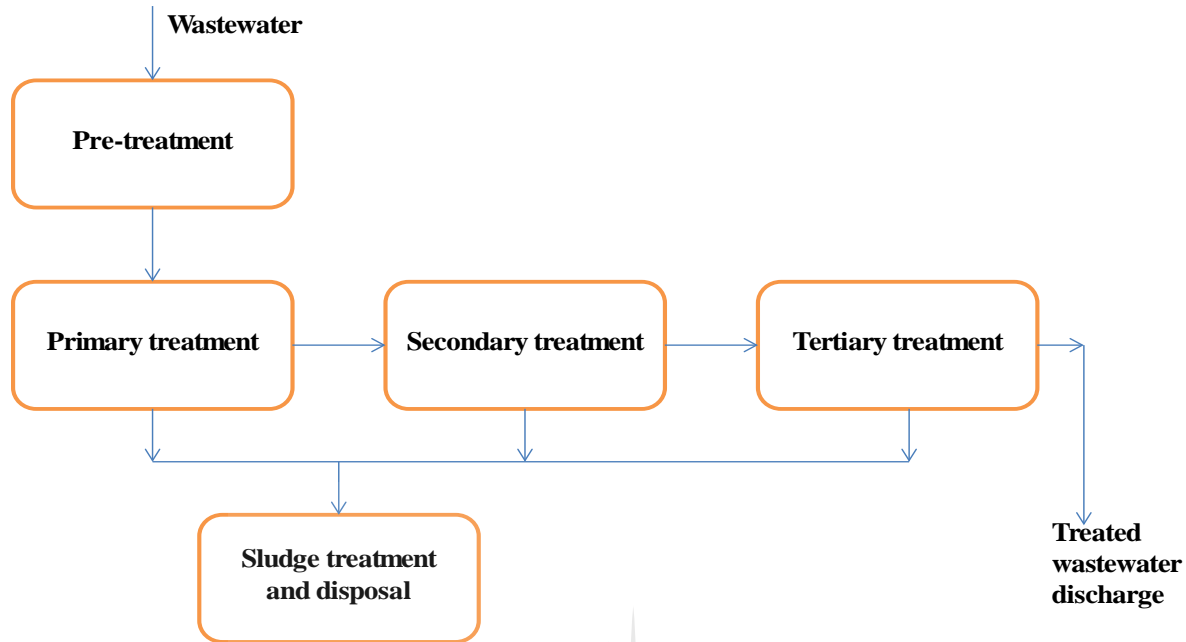 Wastewater
Pre-treatment
Primary treatment
Secondary treatment
Tertiary treatment
Sludge treatment
and disposal
Treated
wastewater
discharge